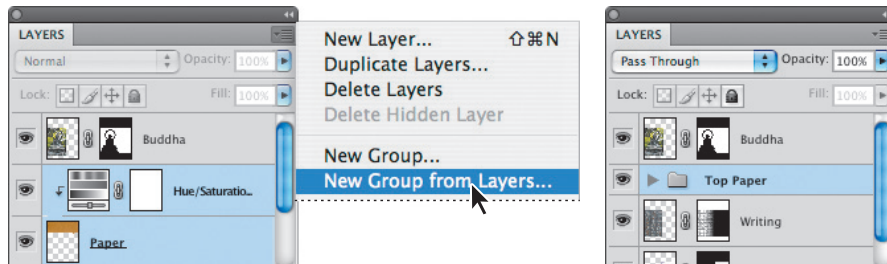 LAYERS
Normal
Opacity: 100%
Lock:
Fill: 100%
Buddha
Hue/Saturatio...
Paper
New Layer... ⇧⌘N
Duplicate Layers...
Delete Layers
Delete Hidden Layer
New Group...
New Group from Layers...
LAYERS
Pass Through
Opacity: 100%
Lock:
Fill: 100%
Buddha
Top Paper
Writing